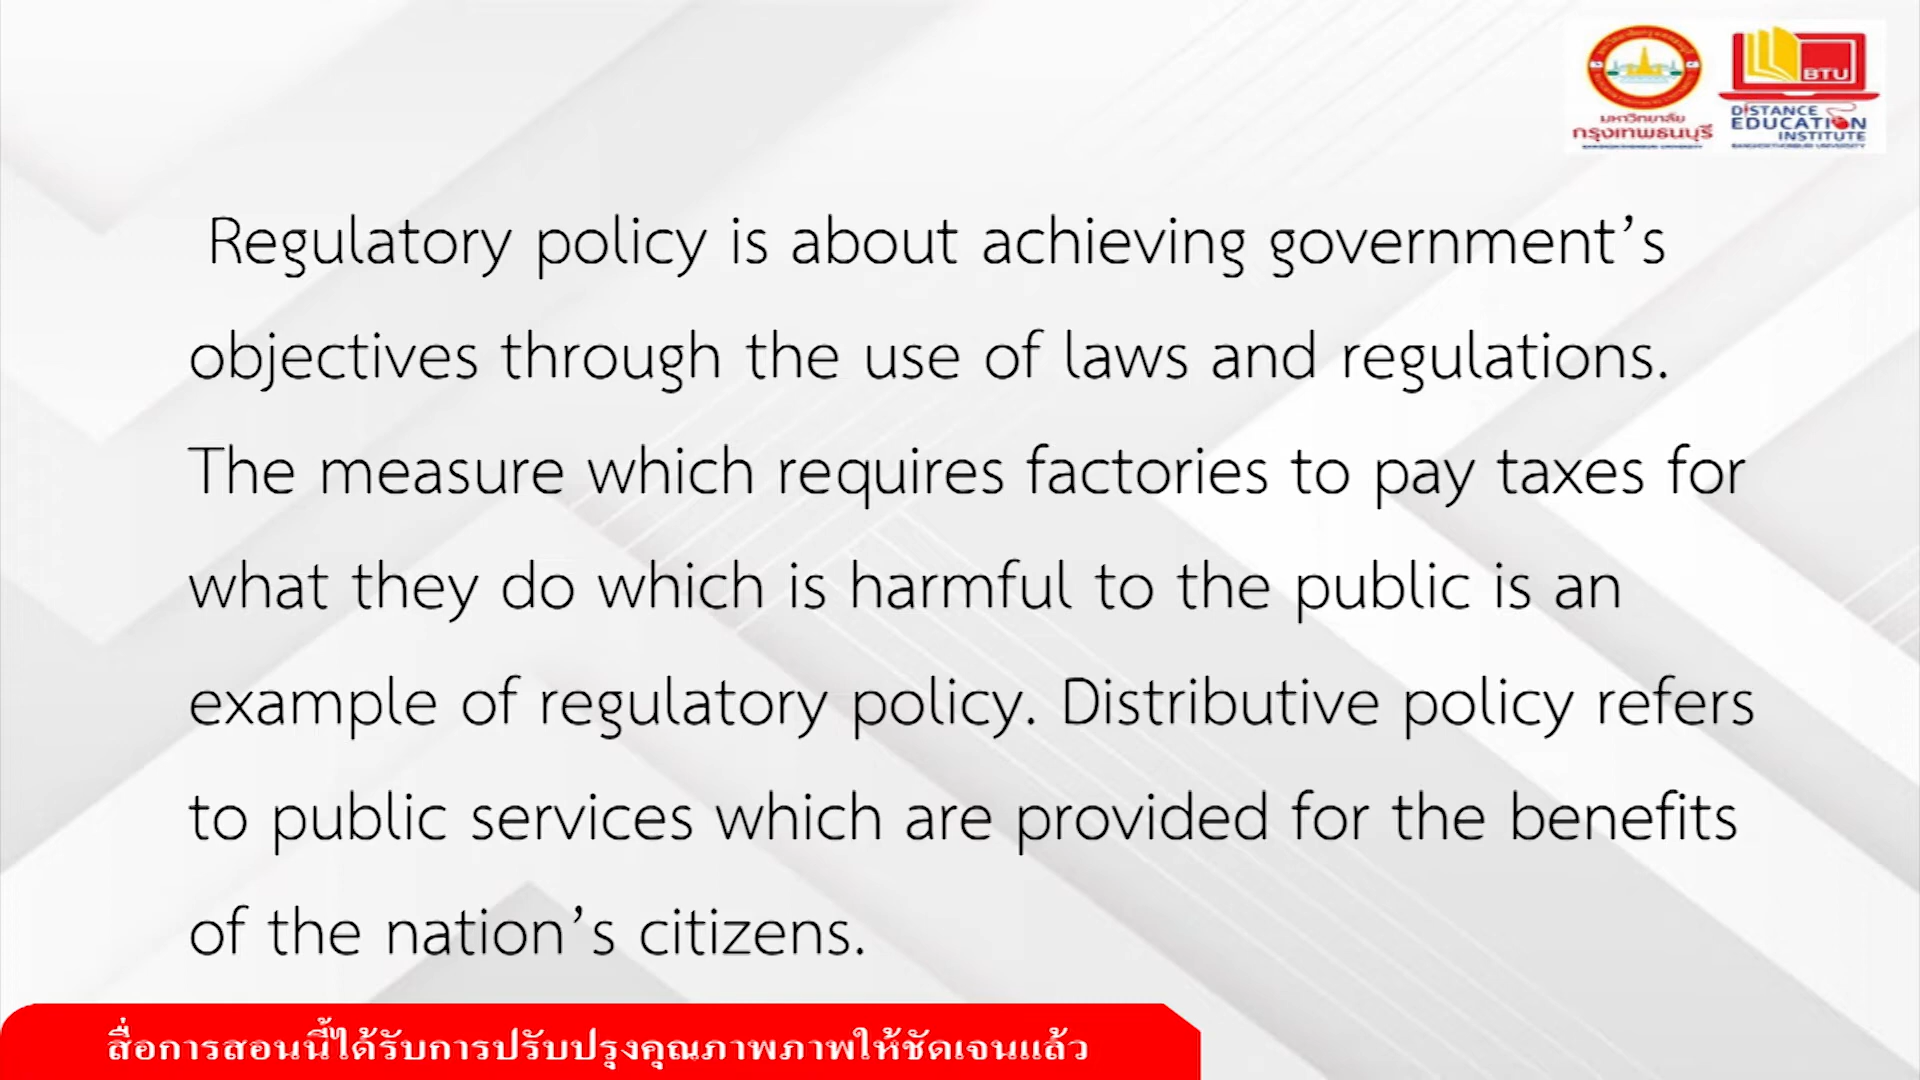 มหาวิทยาลัย
กรุงเทพธนบุรี
BANGKOKTHONBURI UNIVERSITY
BTU
DISTANCE
EDUCATION
INSTITUTE
BANGKOKTHONBURI UNIVERSITY
Regulatory policy is about achieving government’s
objectives through the use of laws and regulations.
The measure which requires factories to pay taxes for
what they do which is harmful to the public is an
example of regulatory policy. Distributive policy refers
to public services which are provided for the benefits
of the nation’s citizens.
สื่อการสอนนี้ได้รับการปรับปรุงคุณภาพภาพให้ชัดเจนแล้ว